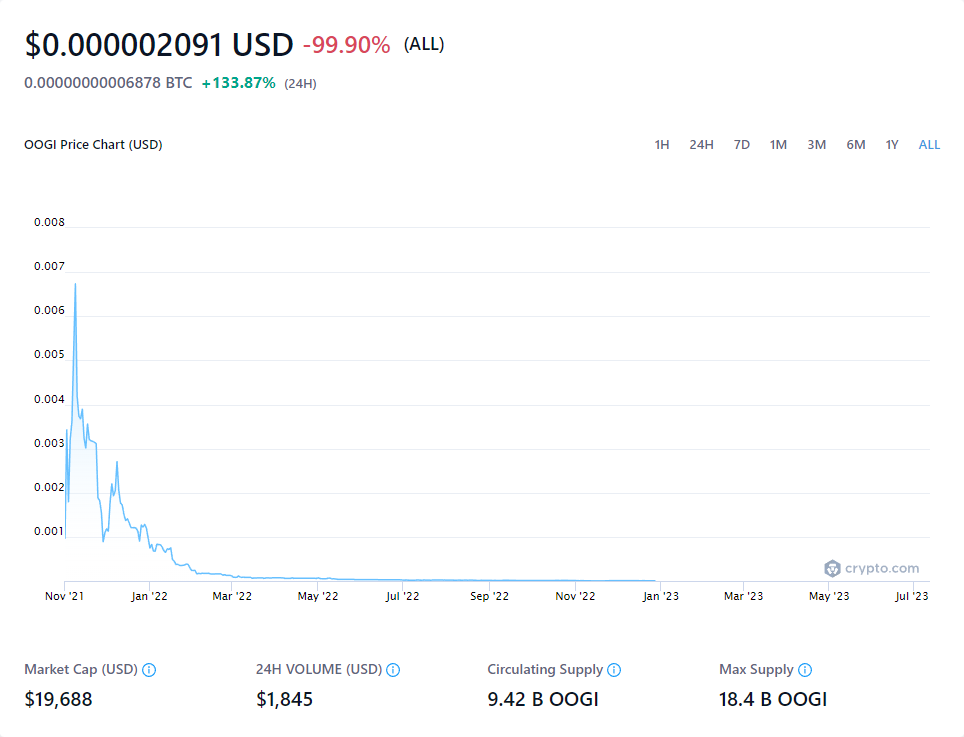 $0.000002091 USD -99.90% (ALL)
0.00000000006878 BTC +133.87% (24H)
OOGI Price Chart (USD) 1H 24H 7D 1M 3M 6M 1Y ALL
0.008
0.007
0.006
0.005
0.004
0.003
0.002
0.001
crypto.com
Nov '21 Jan '22 Mar '22 May '22 Jul '22 Sep '22 Nov '22 Jan '23 Mar '23 May '23 Jul '23
Market Cap (USD) 24H VOLUME (USD) Circulating Supply Max Supply
$19,688 $1,845 9.42 B OOGI 18.4 B OOGI